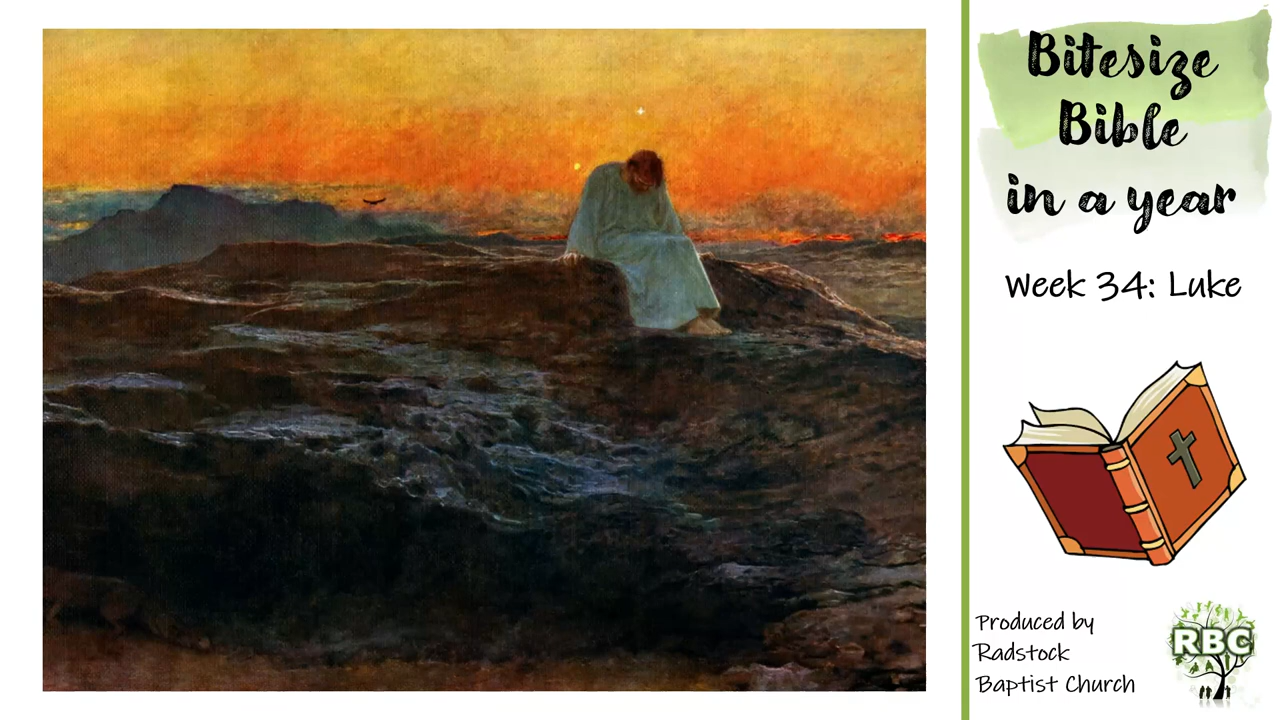 Bitesize
Bible
in a year
Week 34: Luke
Produced by
Radstock
Baptist Church
RBC